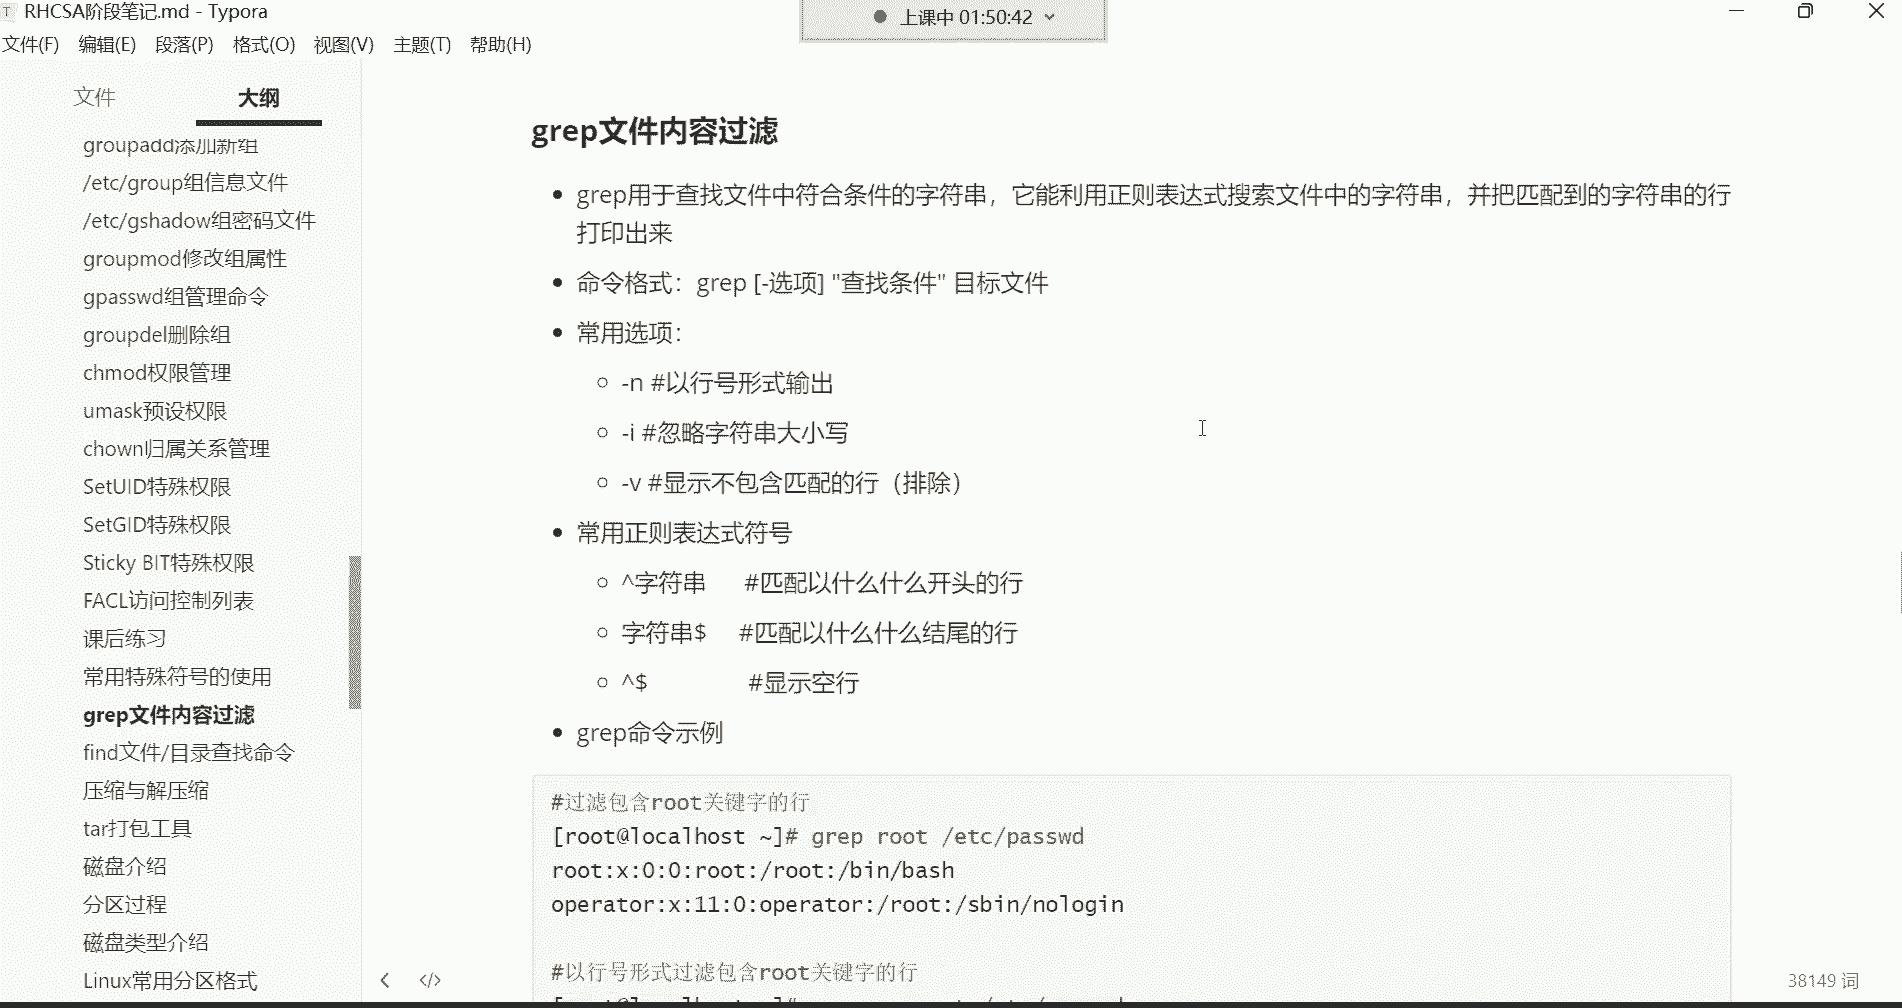 RHCSA阶段笔记.md - Typora
上课中 01:50:42
文件(F) 编辑(E) 段落(P) 格式(O) 视图(V) 主题(T) 帮助(H)
文件 大纲
groupadd添加新组
/etc/group组信息文件
/etc/gshadow组密码文件
groupmod修改组属性
gpasswd组管理命令
groupdel删除组
chmod权限管理
umask预设权限
chown归属关系管理
SetUID特殊权限
SetGID特殊权限
Sticky BIT特殊权限
FACL访问控制列表
课后练习
常用特殊符号的使用
grep文件内容过滤
find文件/目录查找命令
压缩与解压缩
tar打包工具
磁盘介绍
分区过程
磁盘类型介绍
Linux常用分区格式
grep文件内容过滤
grep用于查找文件中符合条件的字符串，它能利用正则表达式搜索文件中的字符串，并把匹配到的字符串的行
打印出来
命令格式：grep [-选项] "查找条件" 目标文件
常用选项：
-n #以行号形式输出
-i #忽略字符串大小写
-v #显示不包含匹配的行（排除）
常用正则表达式符号
^字符串 #匹配以什么什么开头的行
字符串$ #匹配以什么什么结尾的行
^$ #显示空行
grep命令示例
#过滤包含root关键字的行
[root@localhost ~]# grep root /etc/passwd
root:x:0:0:root:/root:/bin/bash
operator:x:11:0:operator:/root:/sbin/nologin
#以行号形式过滤包含root关键字的行
38149 词